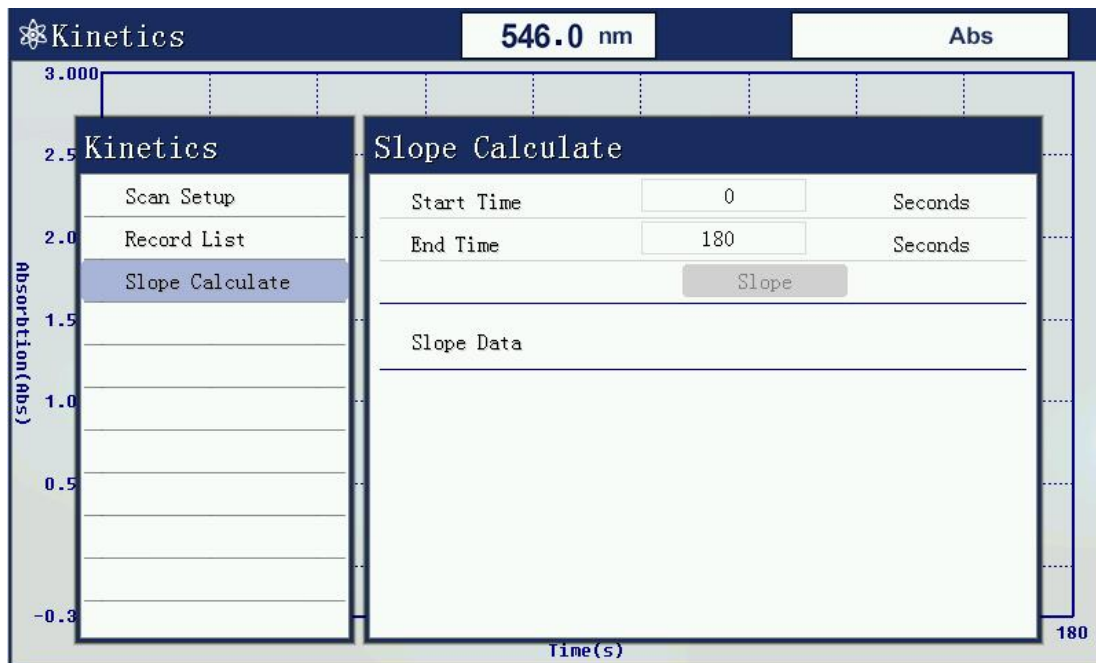 Kinetics 546.0 nm Abs
3.000
2.5
2.0
1.5
1.0
0.5
-0.3
Absorbtion(Abs)
Kinetics
Scan Setup
Record List
Slope Calculate
Slope Calculate
Start Time 0 Seconds
End Time 180 Seconds
Slope
Slope Data
180
Time(s)